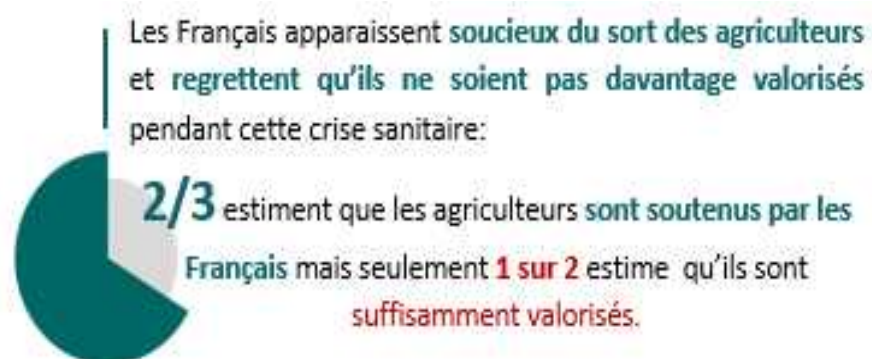 Les Français apparaissent soucieux du sort des agriculteurs
et regrettent qu'ils ne soient pas davantage valorisés
pendant cette crise sanitaire:
2/3 estiment que les agriculteurs sont soutenus par les
Français mais seulement 1 sur 2 estime qu'ils sont
suffisamment valorisés.